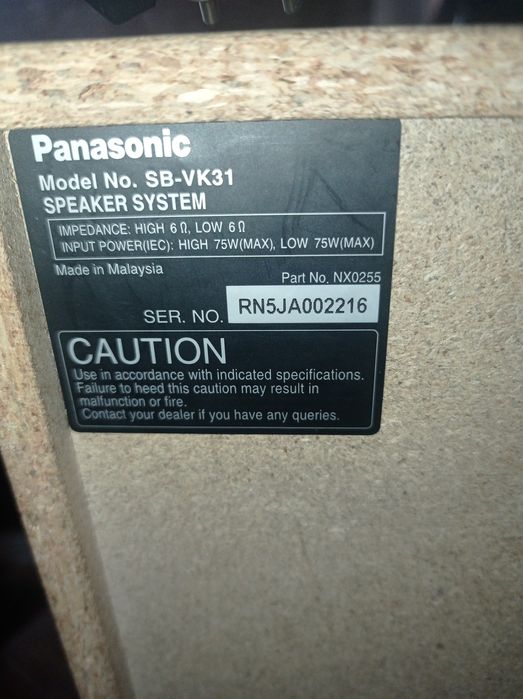 Panasonic
Model No. SB-VK31
SPEAKER SYSTEM
IMPEDANCE: HIGH 6Ω, LOW 6Ω
INPUT POWER(IEC): HIGH 75W(MAX), LOW 75W(MAX)
Made in Malaysia
Part No. NX0255
SER. NO. RN5JA002216
CAUTION
Use in accordance with indicated specifications.
Failure to heed this caution may result in
malfunction or fire.
Contact your dealer if you have any queries.